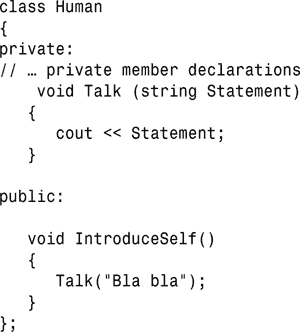 class Human
{
private:
// … private member declarations
    void Talk (string Statement)
   {
      cout << Statement;
   }

public:

   void IntroduceSelf()
   {
      Talk("Bla bla");
   }
};